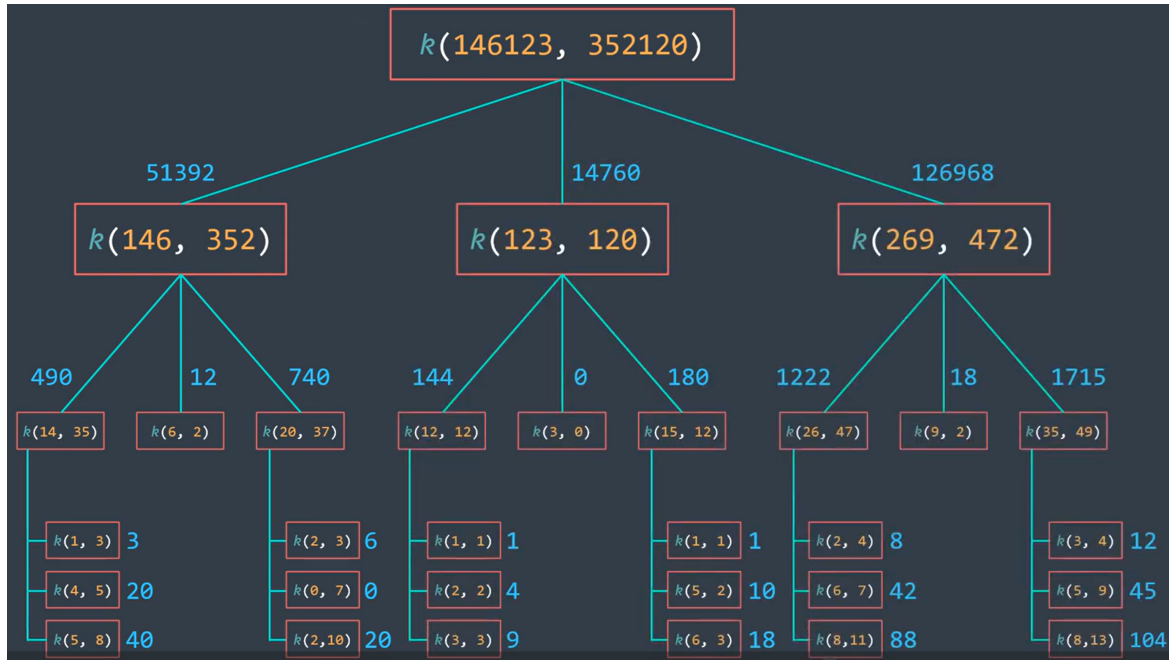 k(146123, 352120)
51392 14760 126968
k(146, 352) k(123, 120) k(269, 472)
490 12 740 144 0 180 1222 18 1715
k(14, 35) k(6, 2) k(20, 37) k(12, 12) k(3, 0) k(15, 12) k(26, 47) k(9, 2) k(35, 49)
k(1, 3) 3 k(2, 3) 6 k(1, 1) 1 k(1, 1) 1 k(2, 4) 8 k(3, 4) 12
k(4, 5) 20 k(0, 7) 0 k(2, 2) 4 k(5, 2) 10 k(6, 7) 42 k(5, 9) 45
k(5, 8) 40 k(2,10) 20 k(3, 3) 9 k(6, 3) 18 k(8,11) 88 k(8,13) 104